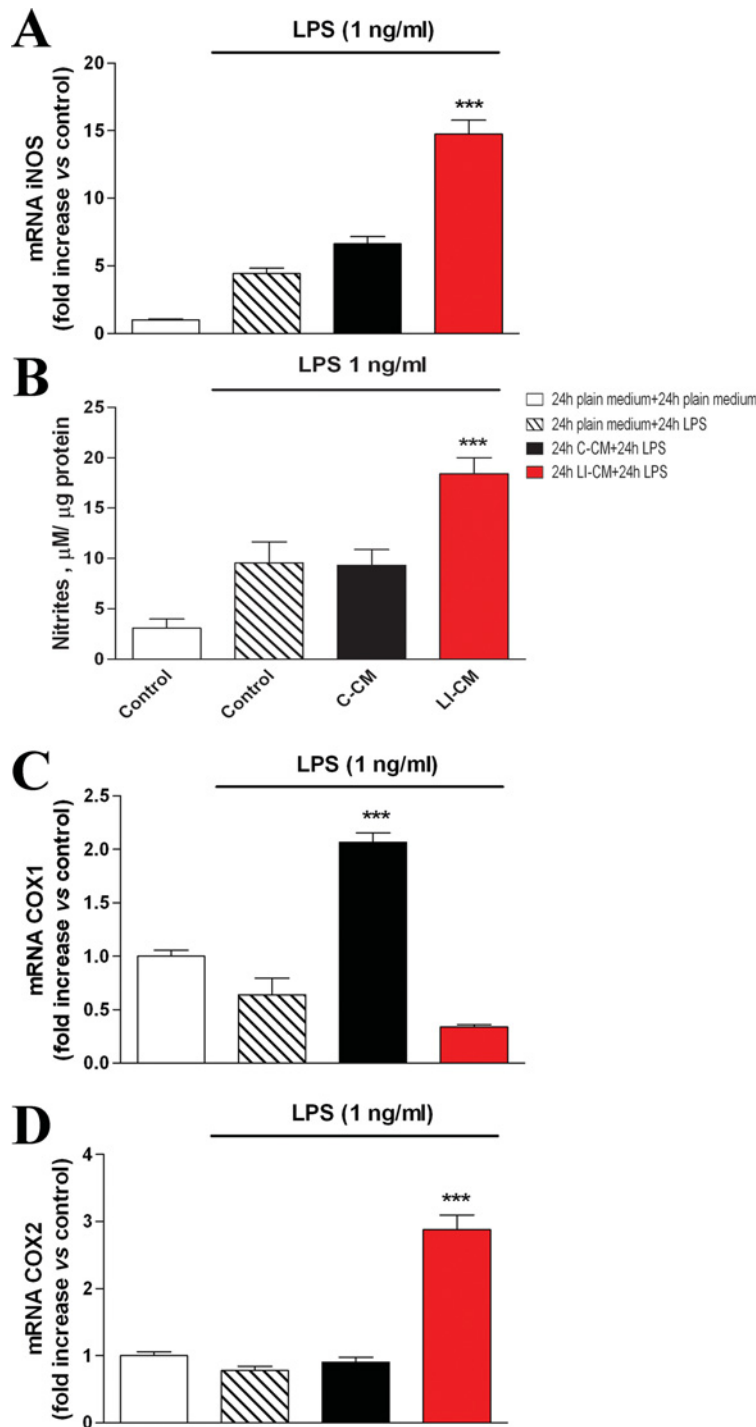 A
LPS (1 ng/ml)
mRNA iNOS
(fold increase vs control)
20
15
10
5
0
***
B
LPS 1 ng/ml
Nitrites , μM/ μg protein
25
20
15
10
5
0
***
Control
Control
C-CM
LI-CM
24h plain medium+24h plain medium
24h plain medium+24h LPS
24h C-CM+24h LPS
24h LI-CM+24h LPS
C
LPS (1 ng/ml)
mRNA COX1
(fold increase vs control)
2.5
2.0
1.5
1.0
0.5
0.0
***
D
LPS (1 ng/ml)
mRNA COX2
(fold increase vs control)
4
3
2
1
0
***